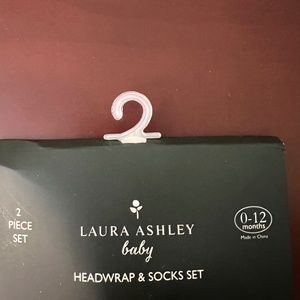 2
PIECE
SET
LAURA ASHLEY
baby
HEADWRAP & SOCKS SET
0-12
months
Made in China